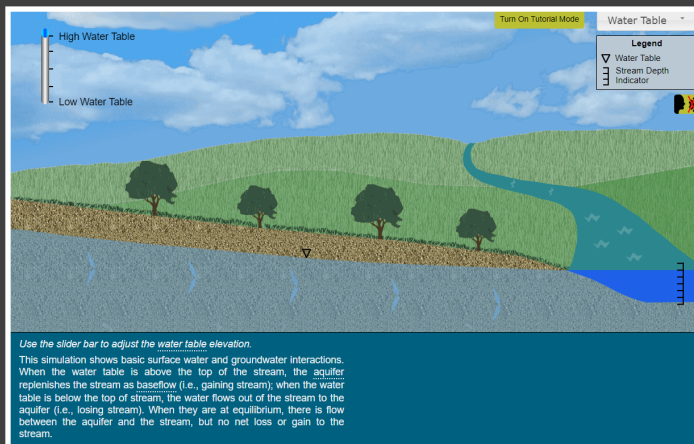 Turn On Tutorial Mode
Water Table
High Water Table
Low Water Table
Legend
Water Table
Stream Depth
Indicator
Use the slider bar to adjust the water table elevation.
This simulation shows basic surface water and groundwater interactions.
When the water table is above the top of the stream, the aquifer
replenishes the stream as baseflow (i.e., gaining stream); when the water
table is below the top of stream, the water flows out of the stream to the
aquifer (i.e., losing stream). When they are at equilibrium, there is flow
between the aquifer and the stream, but no net loss or gain to the
stream.